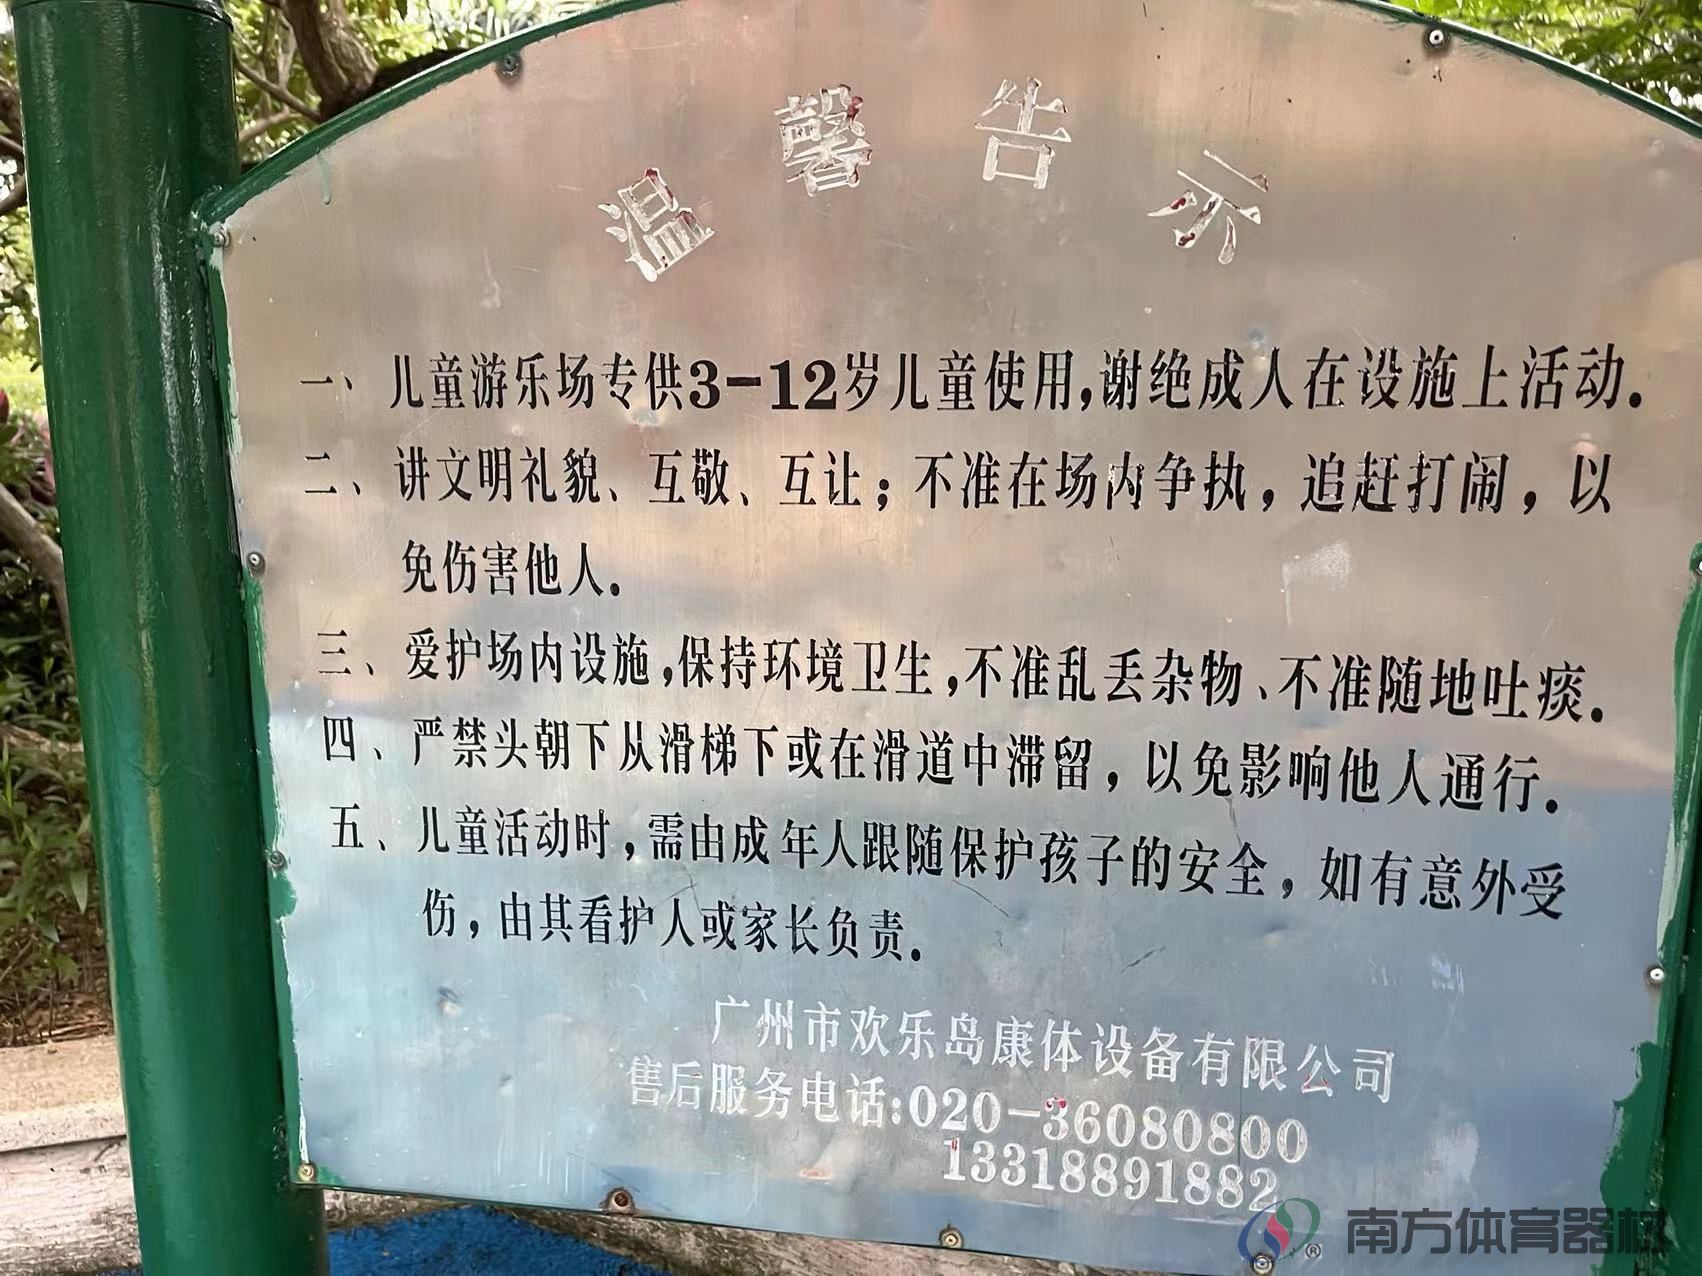 温馨告示
一、儿童游乐场专供3-12岁儿童使用,谢绝成人在设施上活动.
二、讲文明礼貌、互敬、互让；不准在场内争执，追赶打闹，以
免伤害他人.
三、爱护场内设施,保持环境卫生,不准乱丢杂物、不准随地吐痰.
四、严禁头朝下从滑梯下或在滑道中滞留，以免影响他人通行.
五、儿童活动时,需由成年人跟随保护孩子的安全，如有意外受
伤，由其看护人或家长负责.
广州市欢乐岛康体设备有限公司
售后服务电话:020-36080800
13318891882
® 南方体育器材